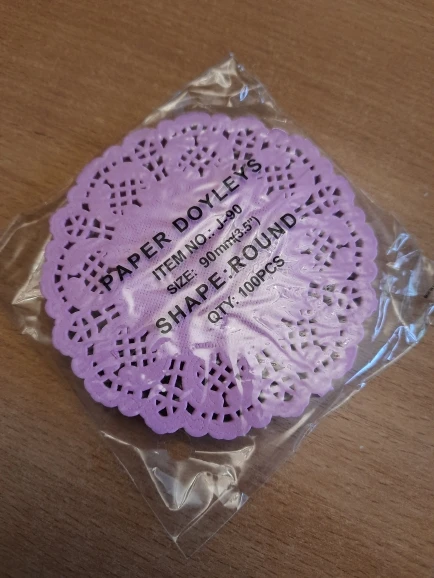 PAPER DOYLEYS
ITEM NO.: J-90
SIZE: 90mm(3.5")
SHAPE: ROUND
QTY: 100PCS